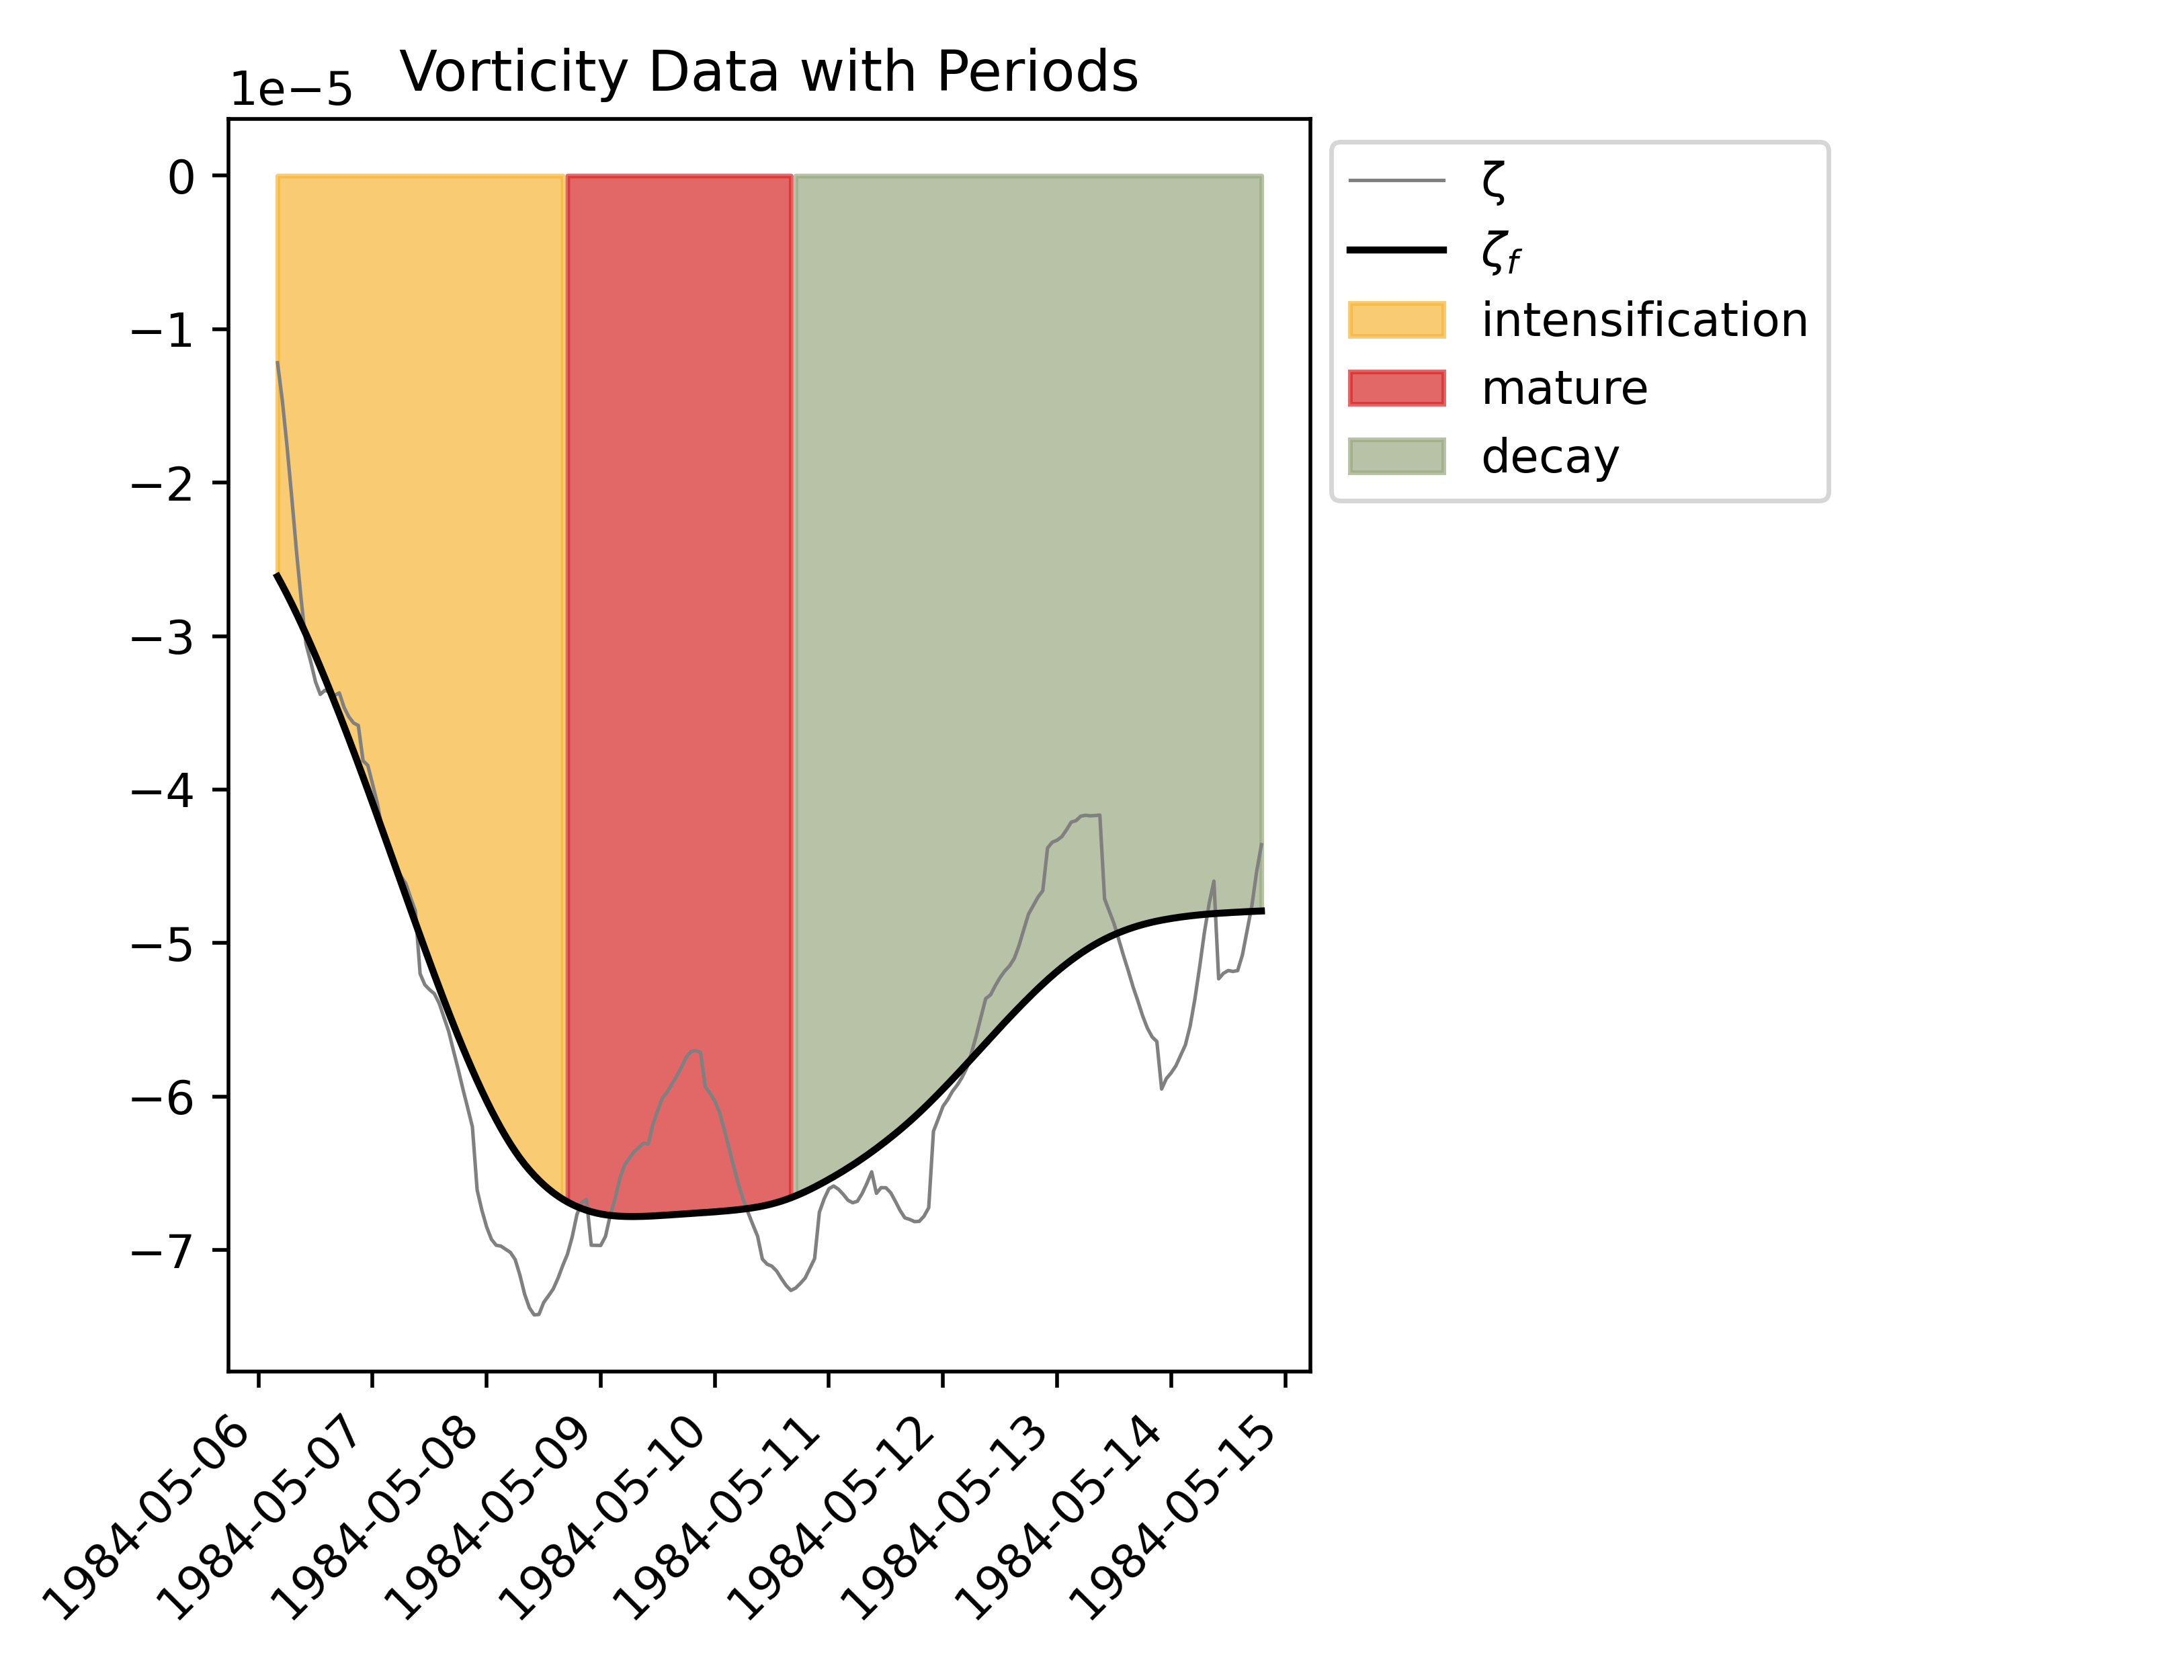 Vorticity Data with Periods
1e−5
0
−1
−2
−3
−4
−5
−6
−7
1984-05-06
1984-05-07
1984-05-08
1984-05-09
1984-05-10
1984-05-11
1984-05-12
1984-05-13
1984-05-14
1984-05-15
ζ
ζf
intensification
mature
decay